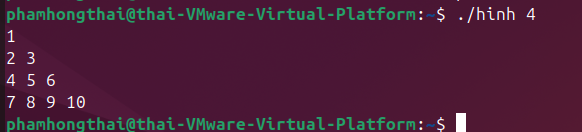 phamhongthai@thai-VMware-Virtual-Platform:~$ ./hinh 4
1
2 3
4 5 6
7 8 9 10
phamhongthai@thai-VMware-Virtual-Platform:~$